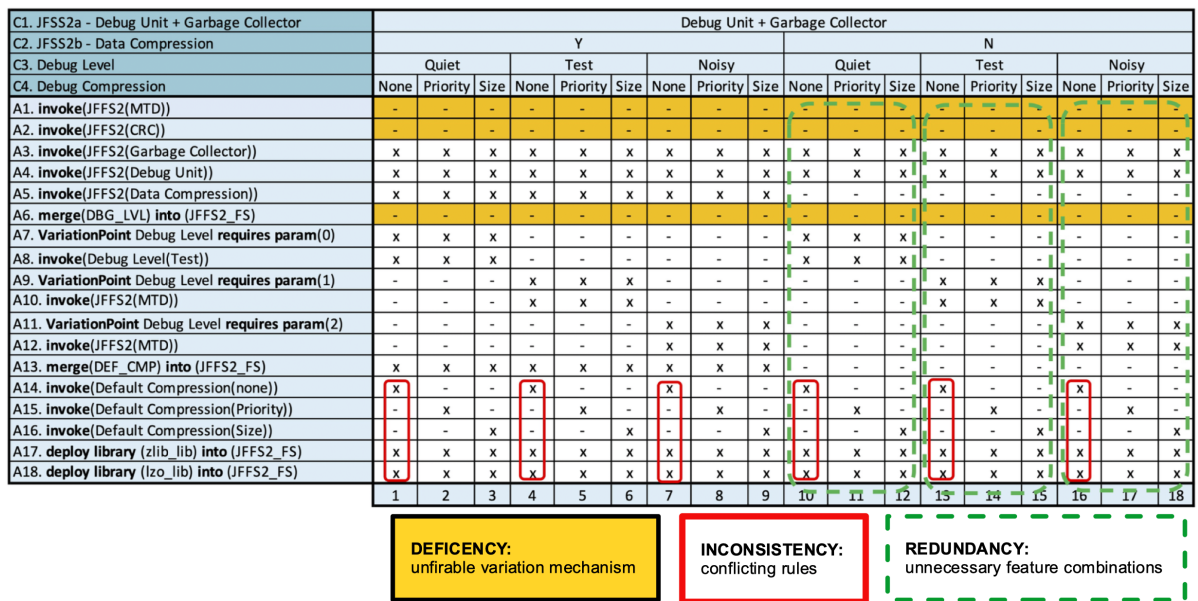 C1. JFSS2a - Debug Unit + Garbage Collector Debug Unit + Garbage Collector
C2. JFSS2b - Data Compression Y N
C3. Debug Level Quiet Test Noisy Quiet Test Noisy
C4. Debug Compression None Priority Size None Priority Size None Priority Size None Priority Size None Priority Size None Priority Size
A1. invoke(JFFS2(MTD)) - - - - - - - - - - - - - - - - - -
A2. invoke(JFFS2(CRC)) - - - - - - - - - - - - - - - - - -
A3. invoke(JFFS2(Garbage Collector)) x x x x x x x x x x x x x x x x x x
A4. invoke(JFFS2(Debug Unit)) x x x x x x x x x x x x x x x x x x
A5. invoke(JFFS2(Data Compression) x x x x x x x x x - - - - - - - - -
A6. merge(DBG_LVL) into (JFFS2_FS) - - - - - - - - - - - - - - - - - -
A7. VariationPoint Debug Level requires param(0) x x x - - - - - - x x x - - - - - -
A8. invoke(Debug Level(Test)) x x x - - - - - - x x x - - - - - -
A9. VariationPoint Debug Level requires param(1) - - - x x x - - - - - - x x x - - -
A10. invoke(JFFS2(MTD)) - - - x x x - - - - - - x x x - - -
A11. VariationPoint Debug Level requires param(2) - - - - - - x x x - - - - - - x x x
A12. invoke(JFFS2(MTD)) - - - - - - x x x - - - - - - x x x
A13. merge(DEF_CMP) into (JFFS2_FS) x x x x x x x x x - - - - - - - - -
A14. invoke(Default Compression(none)) x - - x - - x - - x - - x - - x - -
A15. invoke(Default Compression(Priority)) - x - - x - - x - - x - - x - - x -
A16. invoke(Default Compression(Size)) - - x - - x - - x - - x - - x - - x
A17. deploy library (zlib_lib) into (JFFS2_FS) x x x x x x x x x x x x x x x x x x
A18. deploy library (lzo_lib) into (JFFS2_FS) x x x x x x x x x x x x x x x x x x
1 2 3 4 5 6 7 8 9 10 11 12 13 14 15 16 17 18
DEFICENCY:
unfirable variation mechanism
INCONSISTENCY:
conflicting rules
REDUNDANCY:
unnecessary feature combinations